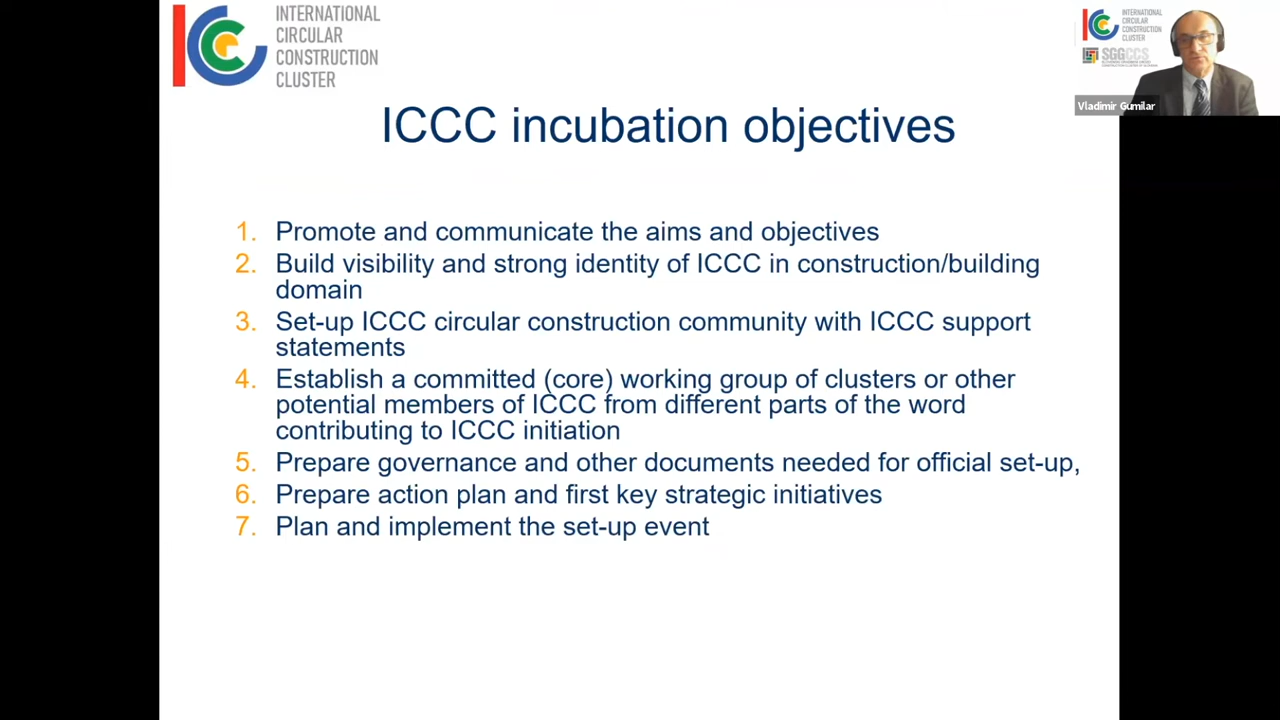 INTERNATIONAL
CIRCULAR
CONSTRUCTION
CLUSTER
INTERNATIONAL
CIRCULAR
CONSTRUCTION
CLUSTER
SGGCCS
Vladimir Gumilar
ICCC incubation objectives
1. Promote and communicate the aims and objectives
2. Build visibility and strong identity of ICCC in construction/building
domain
3. Set-up ICCC circular construction community with ICCC support
statements
4. Establish a committed (core) working group of clusters or other
potential members of ICCC from different parts of the word
contributing to ICCC initiation
5. Prepare governance and other documents needed for official set-up,
6. Prepare action plan and first key strategic initiatives
7. Plan and implement the set-up event